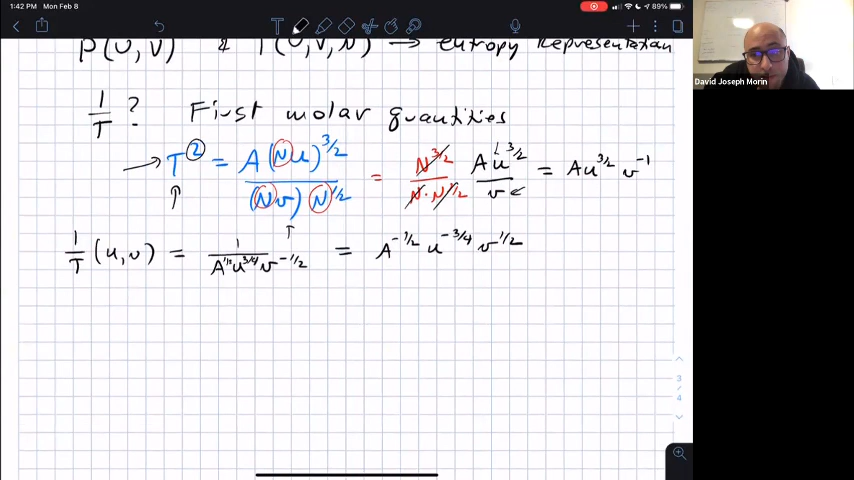 1:42 PM Mon Feb 8
89%
David Joseph Morin
P(U, V) & T(U, V, N) → entropy Representation
1/T ? First molar quantities
→ T² = A(Nu)^3/2 / (Nv) N^1/2 = N^3/2 / N · N^1/2 Au^3/2 / v = Au^3/2 v^-1
1/T (u, v) = 1 / A^1/2 u^3/4 v^-1/2 = A^-1/2 u^-3/4 v^1/2
3
4